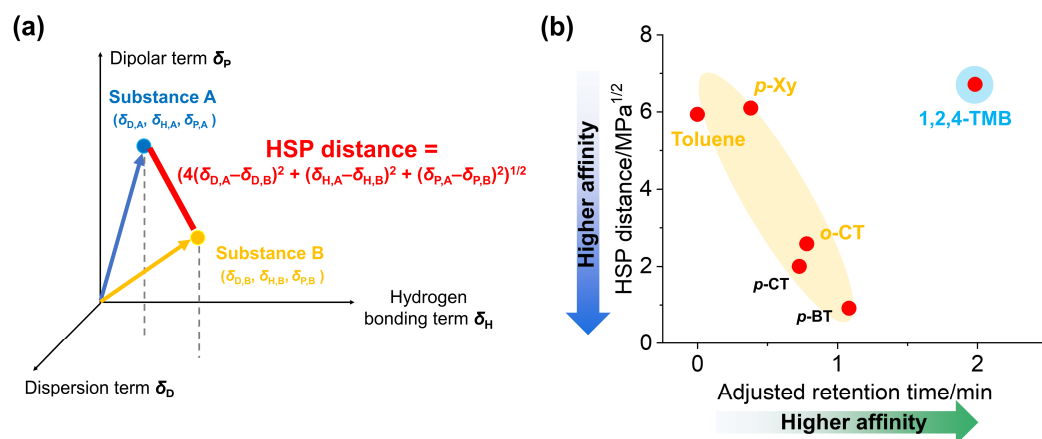 (a)
Dipolar term δP
Substance A
(δD,A, δH,A, δP,A )
HSP distance =
(4(δD,A–δD,B)² + (δH,A–δH,B)² + (δP,A–δP,B)²)1/2
Substance B
(δD,B, δH,B, δP,B )
Hydrogen
bonding term δH
Dispersion term δD
(b)
HSP distance/MPa1/2
Higher affinity
8
6
4
2
0
p-Xy
Toluene
1,2,4-TMB
o-CT
p-CT
p-BT
0
1
2
Adjusted retention time/min
Higher affinity